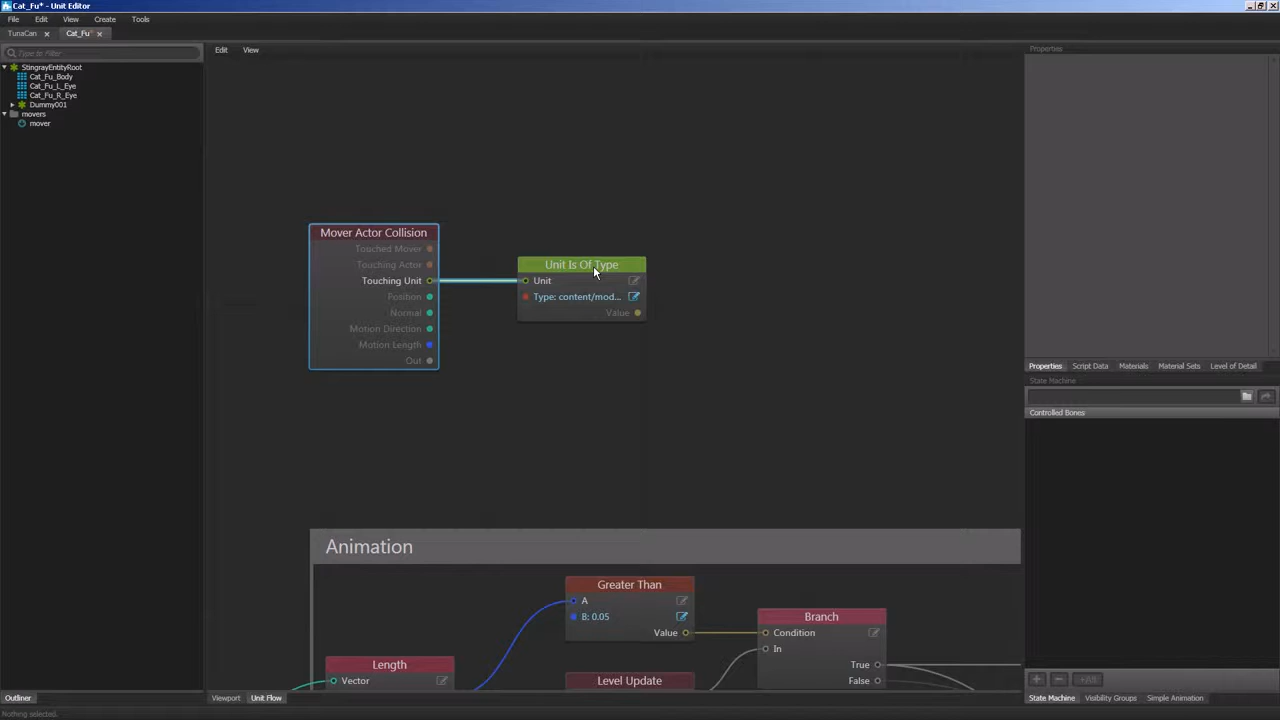 Cat_Fu* - Unit Editor
File Edit View Create Tools
TunaCan Cat_Fu*
Type to Filter
StingrayEntityRoot
Cat_Fu_Body
Cat_Fu_L_Eye
Cat_Fu_R_Eye
Dummy001
movers
mover
Edit View
Mover Actor Collision
Touched Mover
Touching Actor
Touching Unit
Position
Normal
Motion Direction
Motion Length
Out
Unit Is Of Type
Unit
Type: content/mod...
Value
Animation
Greater Than
A
B: 0.05
Value
Branch
Condition
In
True
False
Length
Vector
Level Update
Properties
Properties Script Data Materials Material Sets Level of Detail
State Machine
Controlled Bones
+All
Outliner
Viewport Unit Flow
State Machine Visibility Groups Simple Animation
Nothing selected.